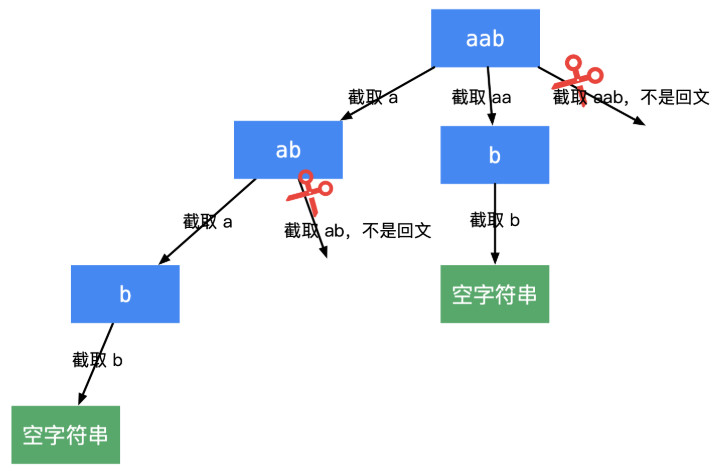 aab
截取 a
截取 aa
截取 aab，不是回文
ab
b
截取 a
截取 ab，不是回文
截取 b
b
空字符串
截取 b
空字符串